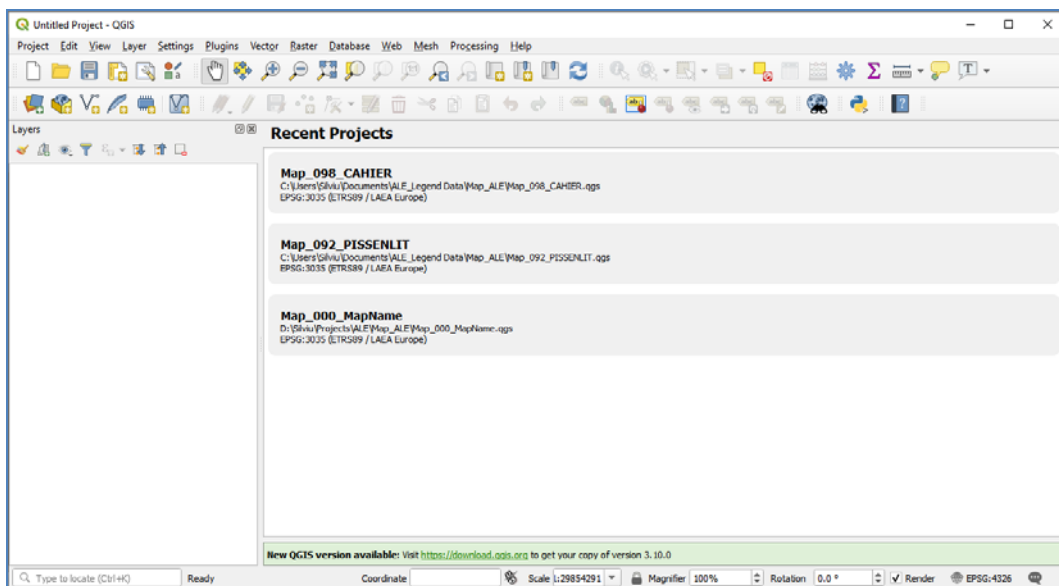 Untitled Project - QGIS
Project Edit View Layer Settings Plugins Vector Raster Database Web Mesh Processing Help
Layers
Recent Projects
Map_098_CAHIER
C:\Users\Silviu\Documents\ALE_Legend Data\Map_ALE\Map_098_CAHIER.qgs
EPSG:3035 (ETRS89 / LAEA Europe)
Map_092_PISSENLIT
C:\Users\Silviu\Documents\ALE_Legend Data\Map_ALE\Map_092_PISSENLIT.qgs
EPSG:3035 (ETRS89 / LAEA Europe)
Map_000_MapName
D:\Silviu\Projects\ALE\Map_ALE\Map_000_MapName.qgs
EPSG:3035 (ETRS89 / LAEA Europe)
New QGIS version available: Visit https://download.qgis.org to get your copy of version 3.10.0
Type to locate (Ctrl+K) Ready Coordinate Scale 1:29854291 Magnifier 100% Rotation 0.0 ° Render EPSG:4326